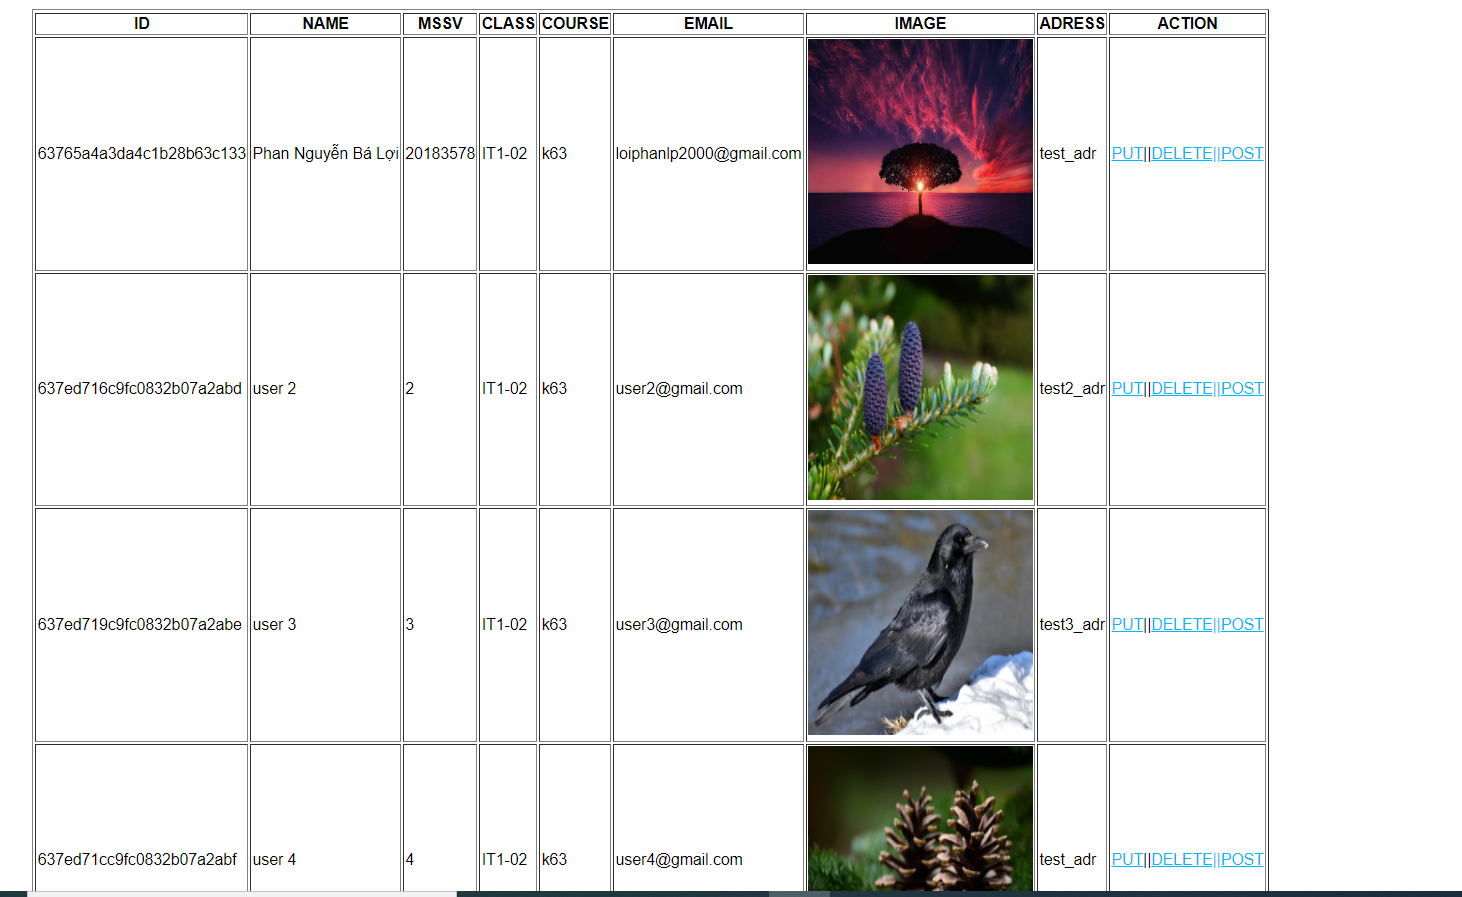 ID NAME MSSV CLASS COURSE EMAIL IMAGE ADRESS ACTION
63765a4a3da4c1b28b63c133 Phan Nguyễn Bá Lợi 20183578 IT1-02 k63 loiphanlp2000@gmail.com test_adr PUT||DELETE||POST
637ed716c9fc0832b07a2abd user 2 2 IT1-02 k63 user2@gmail.com test2_adr PUT||DELETE||POST
637ed719c9fc0832b07a2abe user 3 3 IT1-02 k63 user3@gmail.com test3_adr PUT||DELETE||POST
637ed71cc9fc0832b07a2abf user 4 4 IT1-02 k63 user4@gmail.com test_adr PUT||DELETE||POST